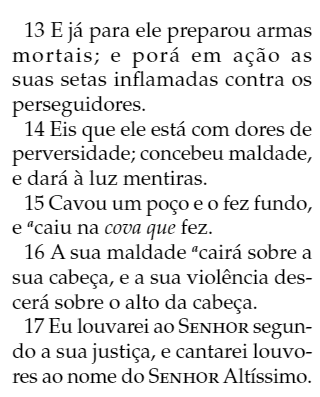 13 E já para ele preparou armas
mortais; e porá em ação as
suas setas inflamadas contra os
perseguidores.
14 Eis que ele está com dores de
perversidade; concebeu maldade,
e dará à luz mentiras.
15 Cavou um poço e o fez fundo,
e ᵃcaiu na cova que fez.
16 A sua maldade ᵃcairá sobre a
sua cabeça, e a sua violência des-
cerá sobre o alto da cabeça.
17 Eu louvarei ao SENHOR segun-
do a sua justiça, e cantarei louvo-
res ao nome do SENHOR Altíssimo.